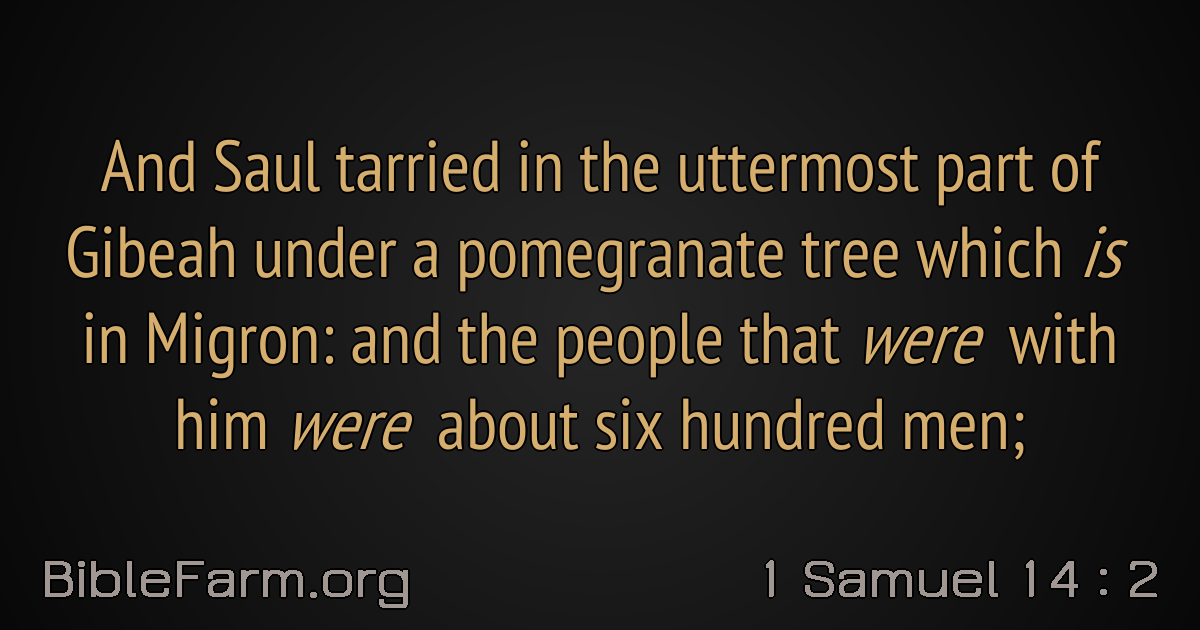 And Saul tarried in the uttermost part of
Gibeah under a pomegranate tree which is
in Migron: and the people that were with
him were about six hundred men;
BibleFarm.org
1 Samuel 14 : 2